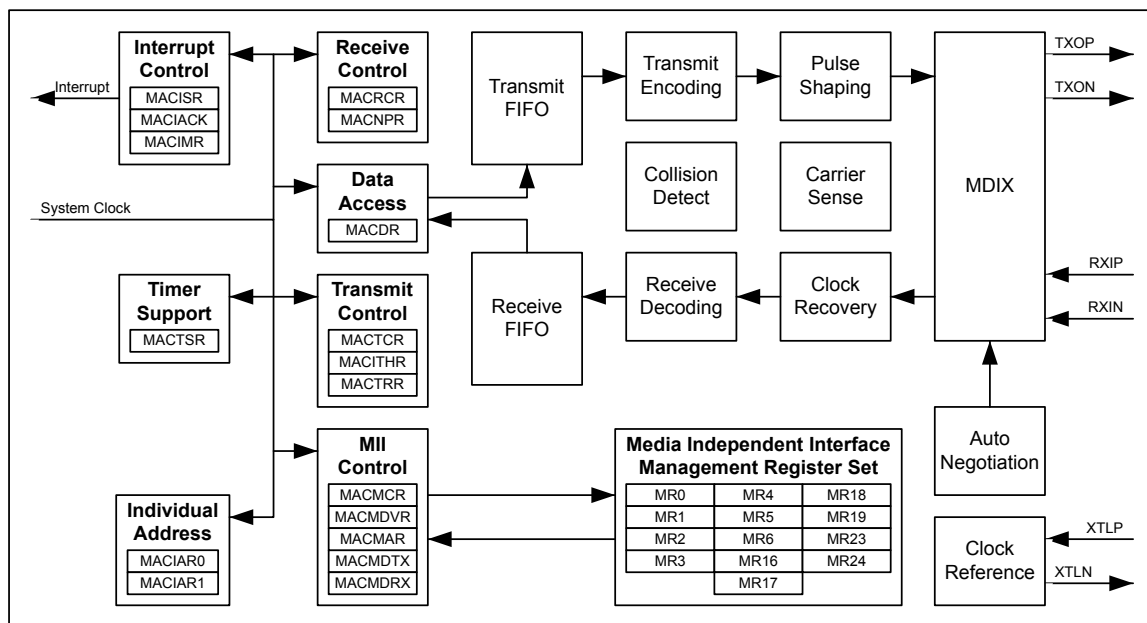 Interrupt
Control
MACISR
MACIACK
MACIMR
Interrupt
Receive
Control
MACRCR
MACNPR
Transmit
FIFO
Transmit
Encoding
Pulse
Shaping
MDIX
TXOP
TXON
Data
Access
MACDR
Collision
Detect
Carrier
Sense
System Clock
Timer
Support
MACTSR
Transmit
Control
MACTCR
MACITHR
MACTRR
Receive
FIFO
Receive
Decoding
Clock
Recovery
RXIP
RXIN
MII
Control
MACMCR
MACMDVR
MACMAR
MACMDTX
MACMDRX
Media Independent Interface
Management Register Set
MR0 MR4 MR18
MR1 MR5 MR19
MR2 MR6 MR23
MR3 MR16 MR24
MR17
Auto
Negotiation
Individual
Address
MACIAR0
MACIAR1
Clock
Reference
XTLP
XTLN